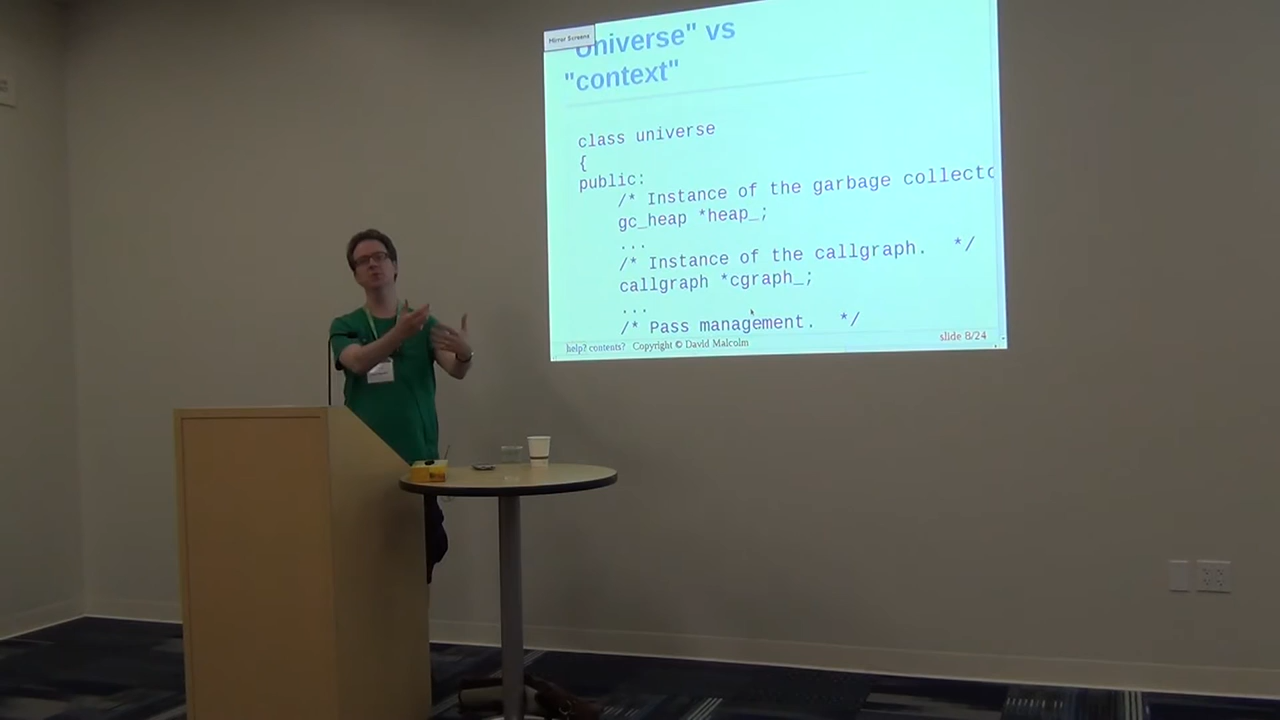 Mirror Screens
"Universe" vs
"context"
class universe
{
public:
/* Instance of the garbage collecto
gc_heap *heap_;
...
/* Instance of the callgraph. */
callgraph *cgraph_;
...
/* Pass management. */
help? contents? Copyright © David Malcolm
slide 8/24